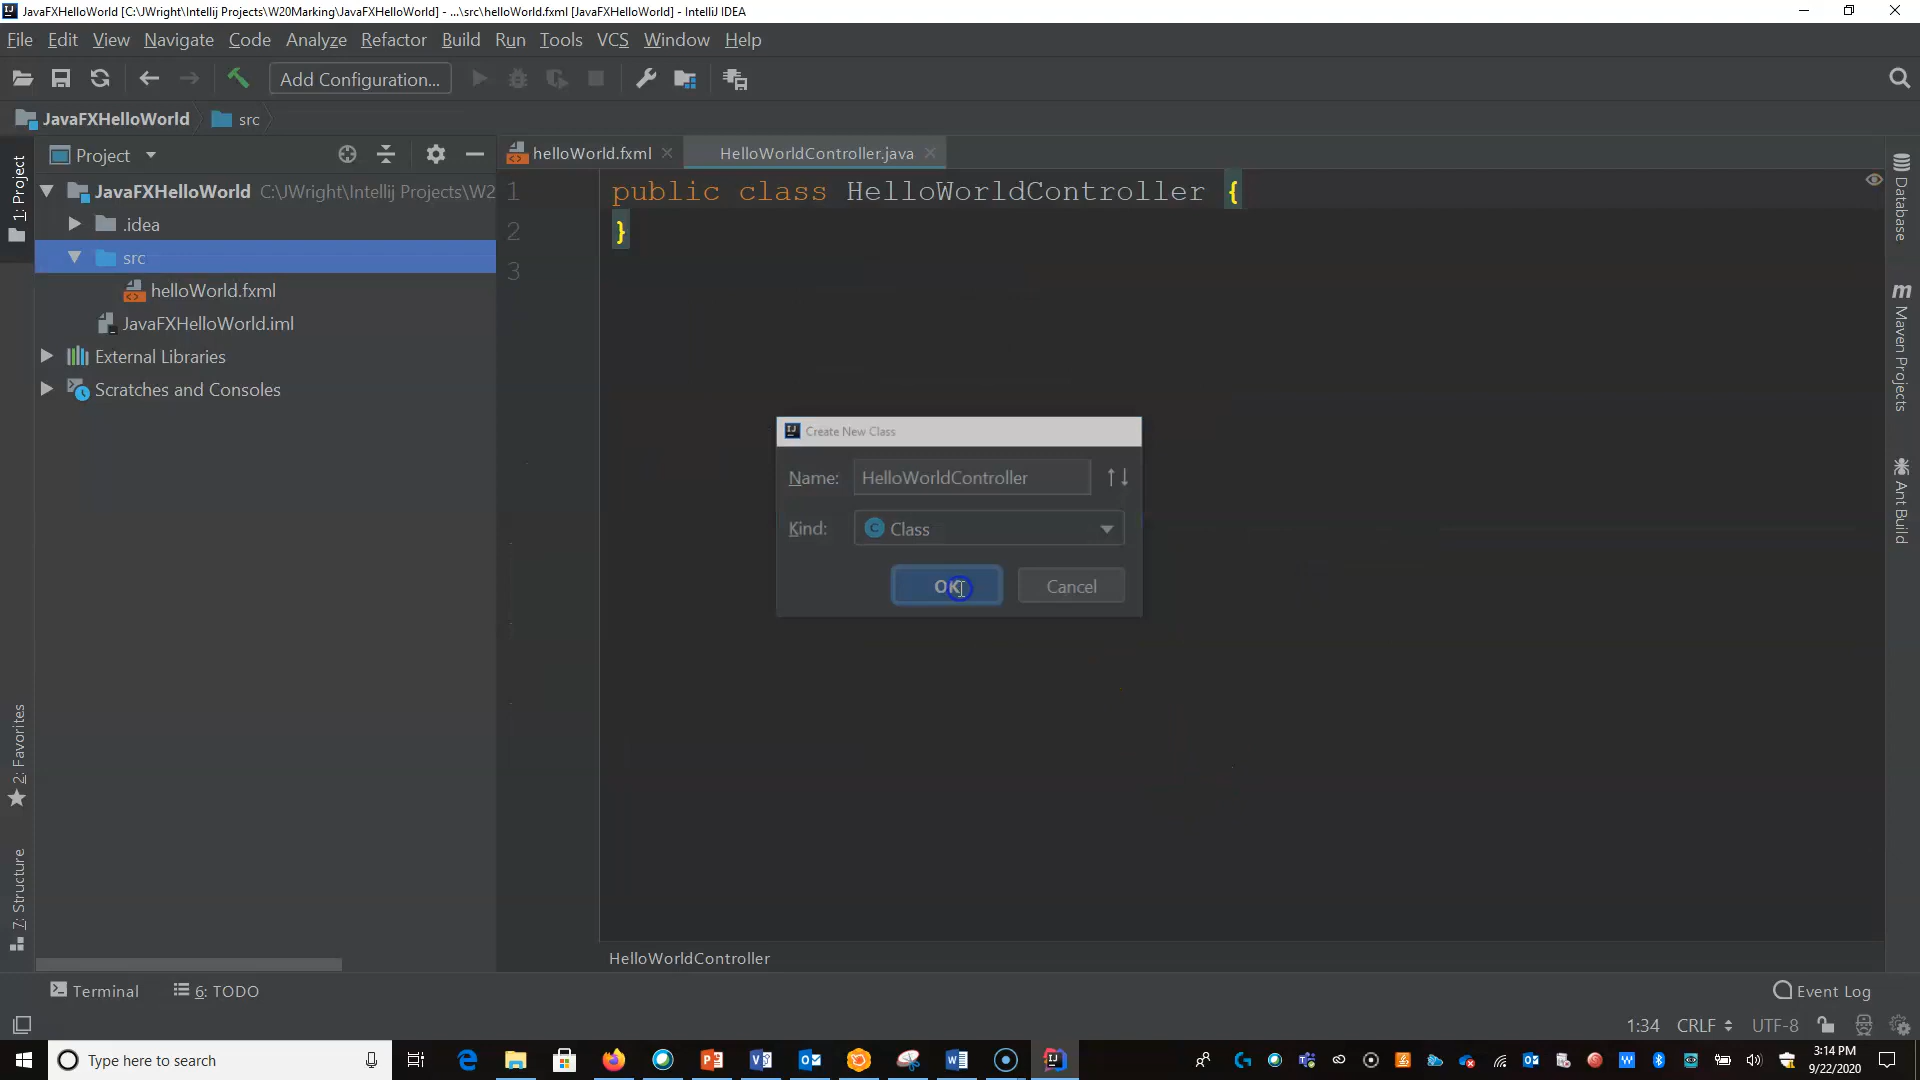 JavaFXHelloWorld [C:\JWright\Intellij Projects\W20Marking\JavaFXHelloWorld] - ...\src\helloWorld.fxml [JavaFXHelloWorld] - IntelliJ IDEA
File Edit View Navigate Code Analyze Refactor Build Run Tools VCS Window Help
Add Configuration...
JavaFXHelloWorld src
1: Project
Project
helloWorld.fxml
HelloWorldController.java
JavaFXHelloWorld C:\JWright\Intellij Projects\W2
.idea
src
helloWorld.fxml
JavaFXHelloWorld.iml
External Libraries
Scratches and Consoles
1 public class HelloWorldController {
2 }
3
Create New Class
Name: HelloWorldController
Kind: Class
OK Cancel
HelloWorldController
Database
Maven Projects
Ant Build
2: Favorites
7: Structure
Terminal
6: TODO
Event Log
1:34 CRLF UTF-8
Type here to search
3:14 PM
9/22/2020